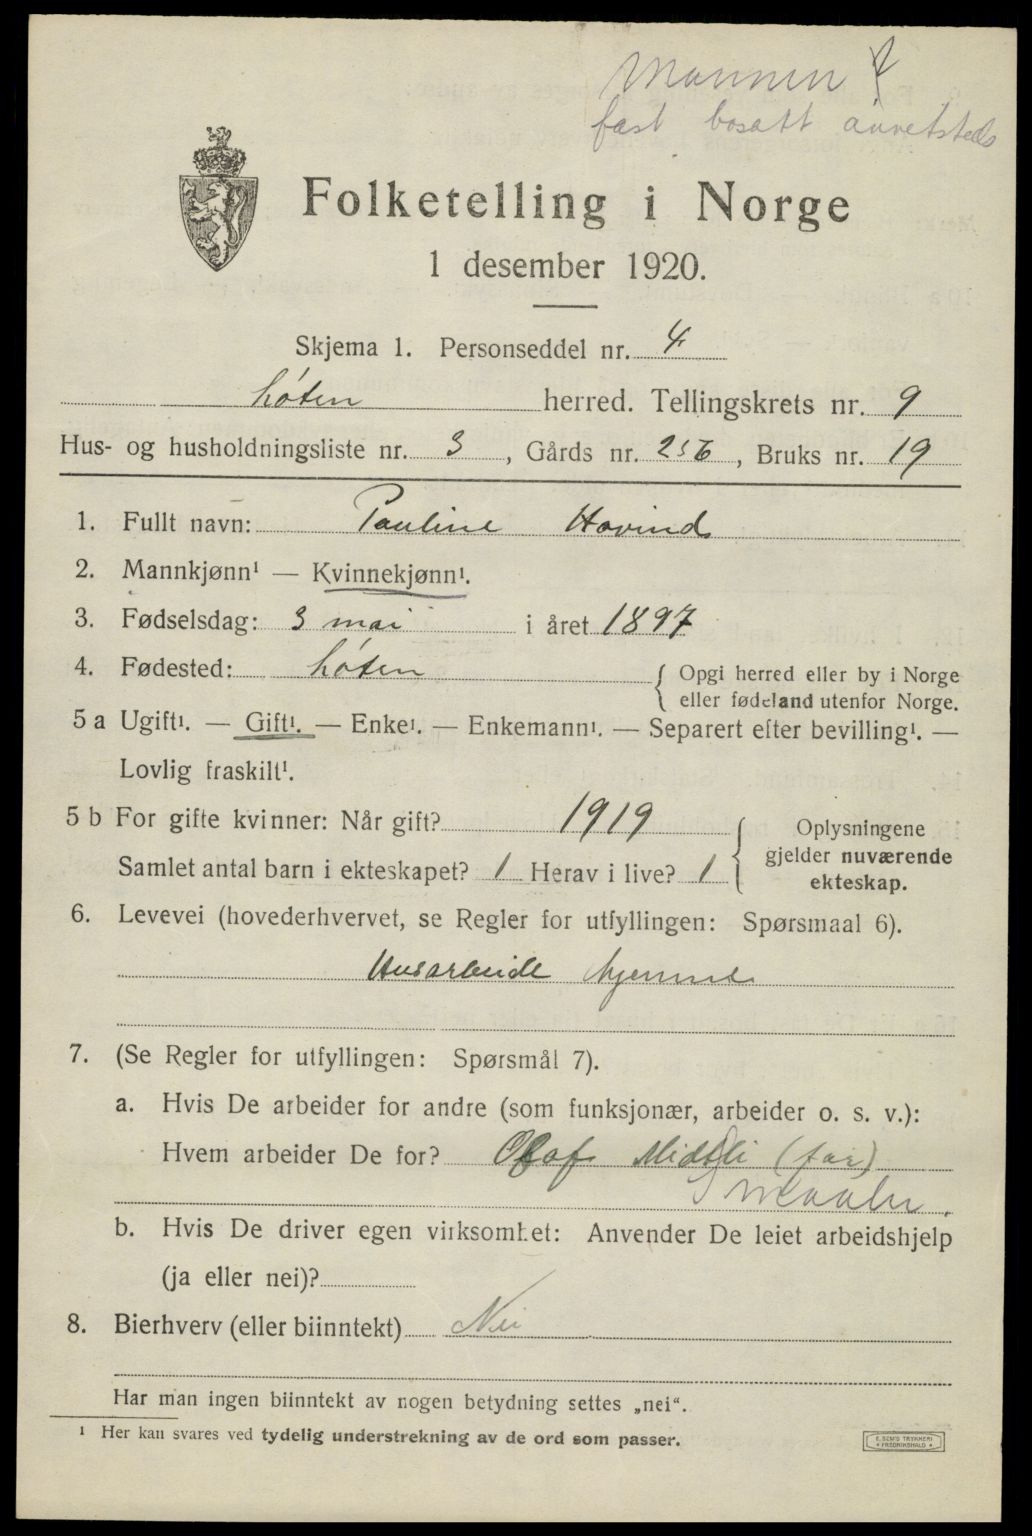 Mannen
fast bosatt annetsteds
Folketelling i Norge
1 desember 1920.
Skjema 1. Personseddel nr. 4
Løten herred. Tellingskrets nr. 9
Hus- og husholdningsliste nr. 3, Gårds nr. 256, Bruks nr. 19
1. Fullt navn: Pauline Hovind
2. Mannkjønn¹ — Kvinnekjønn¹.
3. Fødselsdag: 3 mai i året 1897
4. Fødested: Løten { Opgi herred eller by i Norge
eller fødeland utenfor Norge.
5 a Ugift¹. — Gift¹. — Enke¹. — Enkemann¹. — Separert efter bevilling¹. —
Lovlig fraskilt¹.
5 b For gifte kvinner: Når gift? 1919
Samlet antal barn i ekteskapet? 1 Herav i live? 1
{ Oplysningene
gjelder nuværende
ekteskap.
6. Levevei (hovederhvervet, se Regler for utfyllingen: Spørsmaal 6).
Husarbeide hjemme
7. (Se Regler for utfyllingen: Spørsmål 7).
a. Hvis De arbeider for andre (som funksjonær, arbeider o. s. v.):
Hvem arbeider De for? Olaf Midtli (far)
b. Hvis De driver egen virksomhet: Anvender De leiet arbeidshjelp
(ja eller nei)?
8. Bierhverv (eller biinntekt) Nei
Har man ingen biinntekt av nogen betydning settes „nei“.
¹ Her kan svares ved tydelig understrekning av de ord som passer.
E. SEM'S TRYKKERI
FREDRIKSHALD